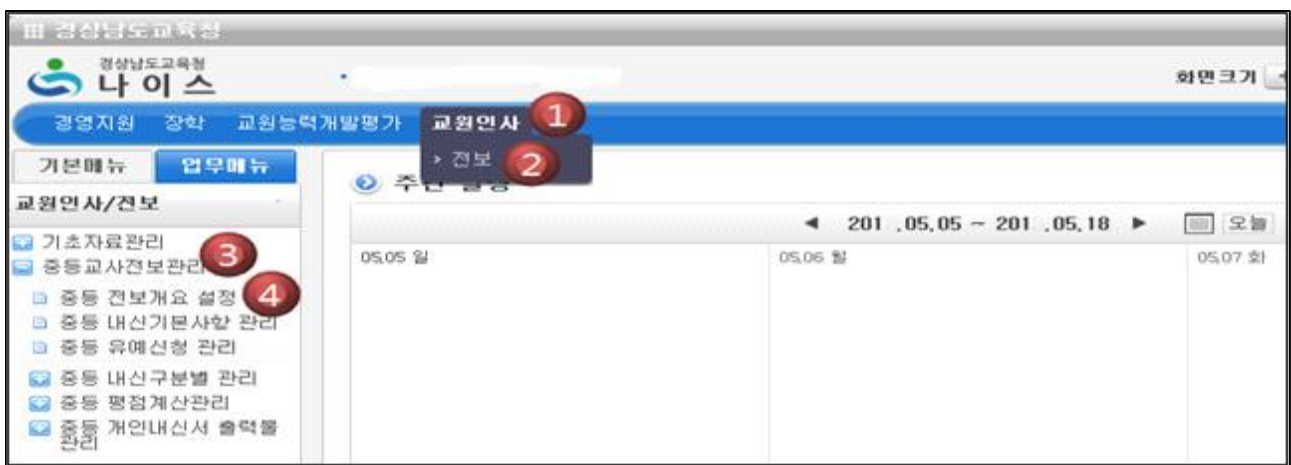 경상남도교육청
경상남도교육청
나이스
화면크기
경영지원 장학 교원능력개발평가 교원인사 1
전보 2
기본메뉴 업무메뉴
주간 일정
교원인사/전보
201 .05.05 ~ 201 .05.18 오늘
기초자료관리
중등교사전보관리 3
05.05 일 05.06 월 05.07 화
중등 전보개요 설정 4
중등 내신기본사항 관리
중등 유예신청 관리
중등 내신구분별 관리
중등 평점계산관리
중등 개인내신서 출력물
관리